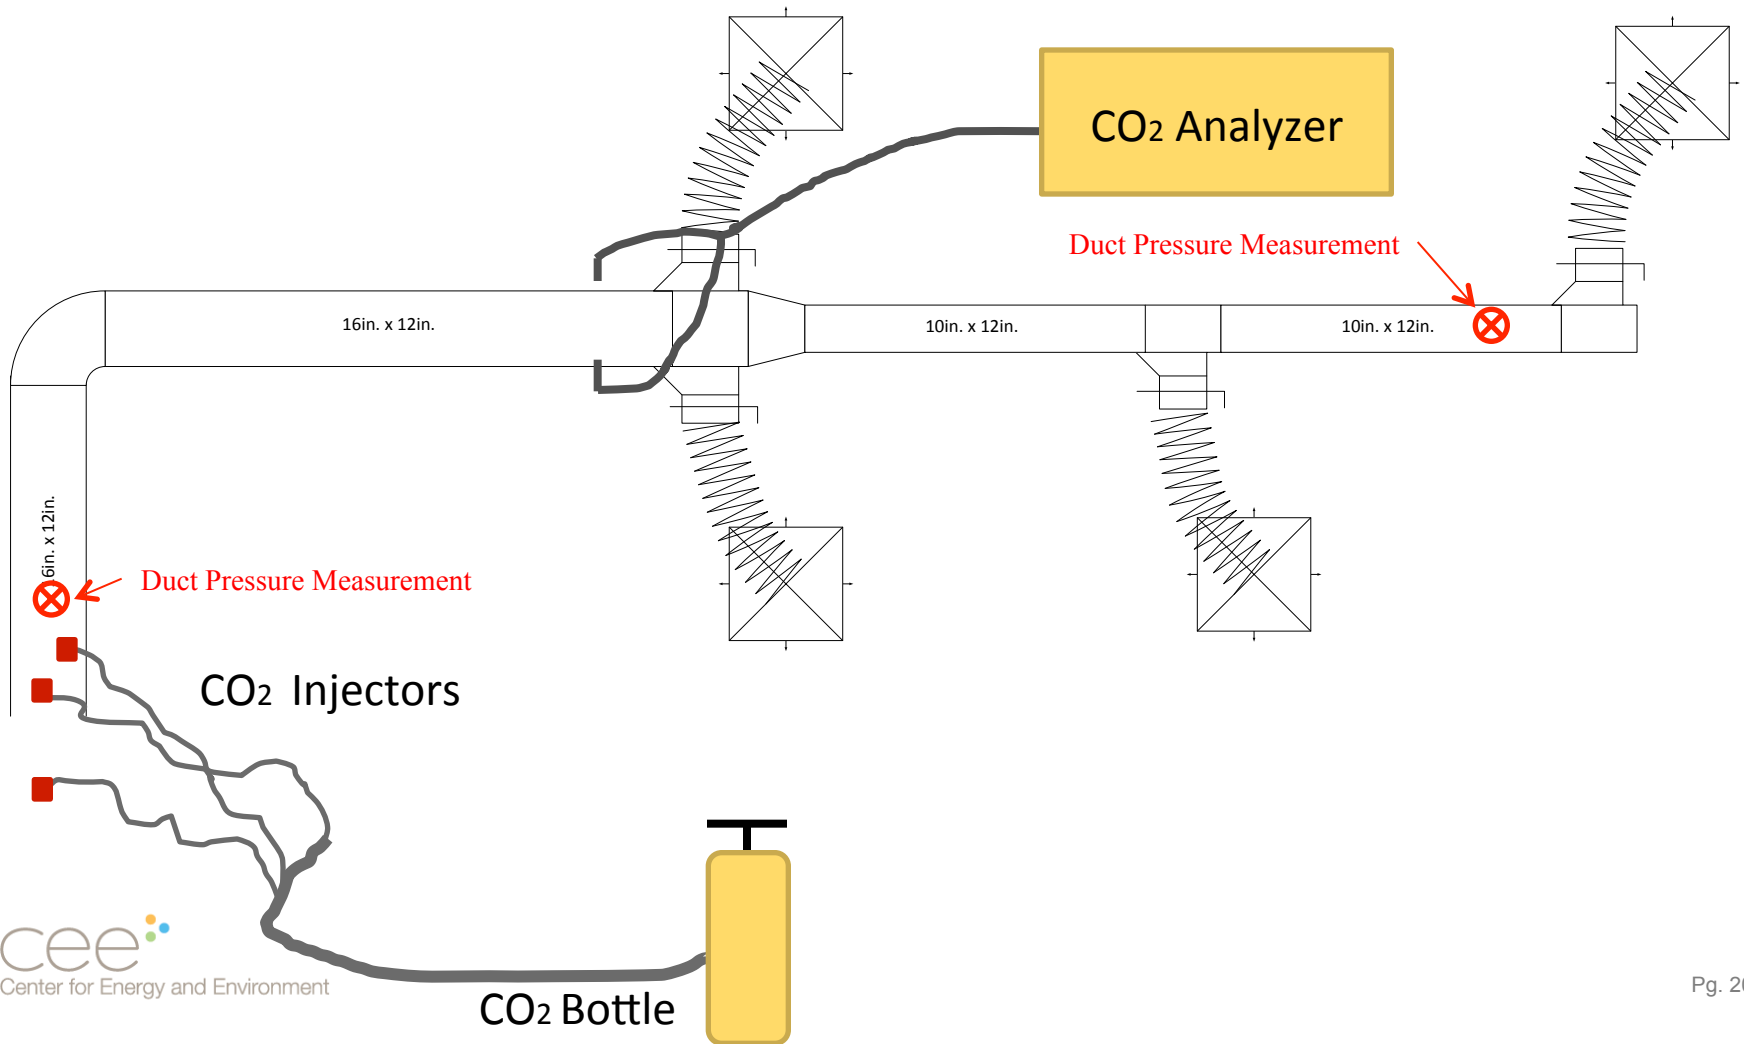 CO2 Analyzer
Duct Pressure Measurement
16in. x 12in.
10in. x 12in.
10in. x 12in.
6in. x 12in.
Duct Pressure Measurement
CO2 Injectors
cee
Center for Energy and Environment
CO2 Bottle
Pg. 20